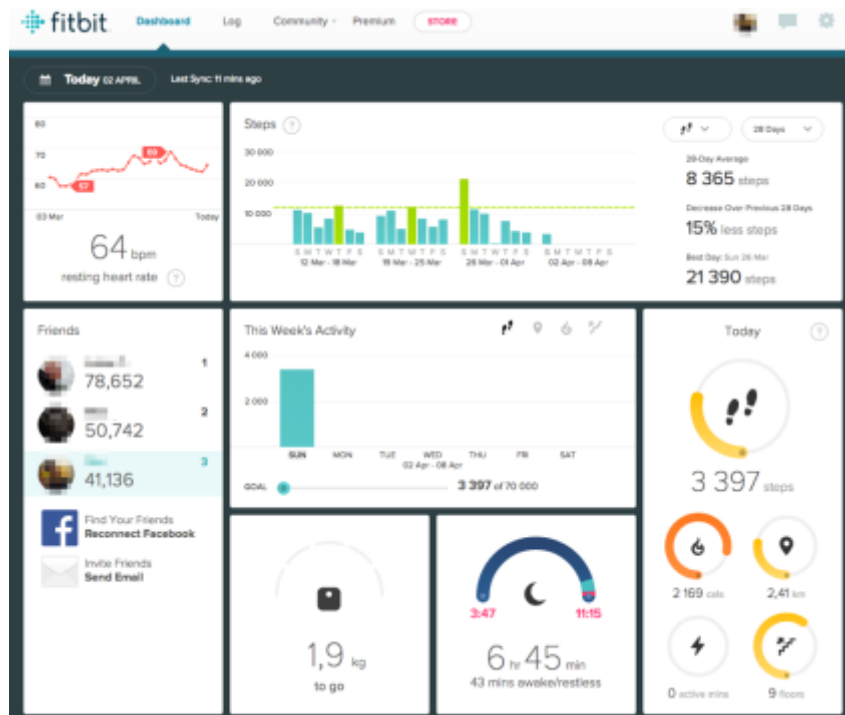 fitbit Dashboard Log Community Premium STORE
Today 02 APRIL Last Sync: 11 mins ago
80
70
60
69
57
03 Mar Today
64 bpm
resting heart rate ?
Steps ?
30 000
20 000
10 000
S M T W T F S S M T W T F S S M T W T F S S M T W T F S
12 Mar - 18 Mar 19 Mar - 25 Mar 26 Mar - 01 Apr 02 Apr - 08 Apr
28 Days
28-Day Average
8 365 steps
Decrease Over Previous 28 Days
15% less steps
Best Day: Sun 26 Mar
21 390 steps
Friends
1
78,652
2
50,742
3
41,136
Find Your Friends
Reconnect Facebook
Invite Friends
Send Email
This Week's Activity
4 000
2 000
SUN MON TUE WED THU FRI SAT
02 Apr - 08 Apr
GOAL 3 397 of 70 000
1,9 kg
to go
3:47 11:15
6 hr 45 min
43 mins awake/restless
Today ?
3 397 steps
2 169 cals 2,41 km
0 active mins 9 floors